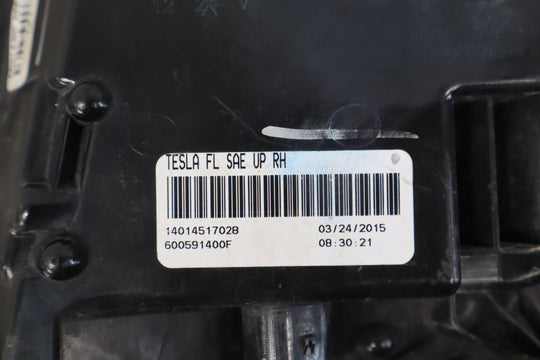 TESLA FL SAE UP RH
1401451702B
03/24/2015
600591400F
08:30:21